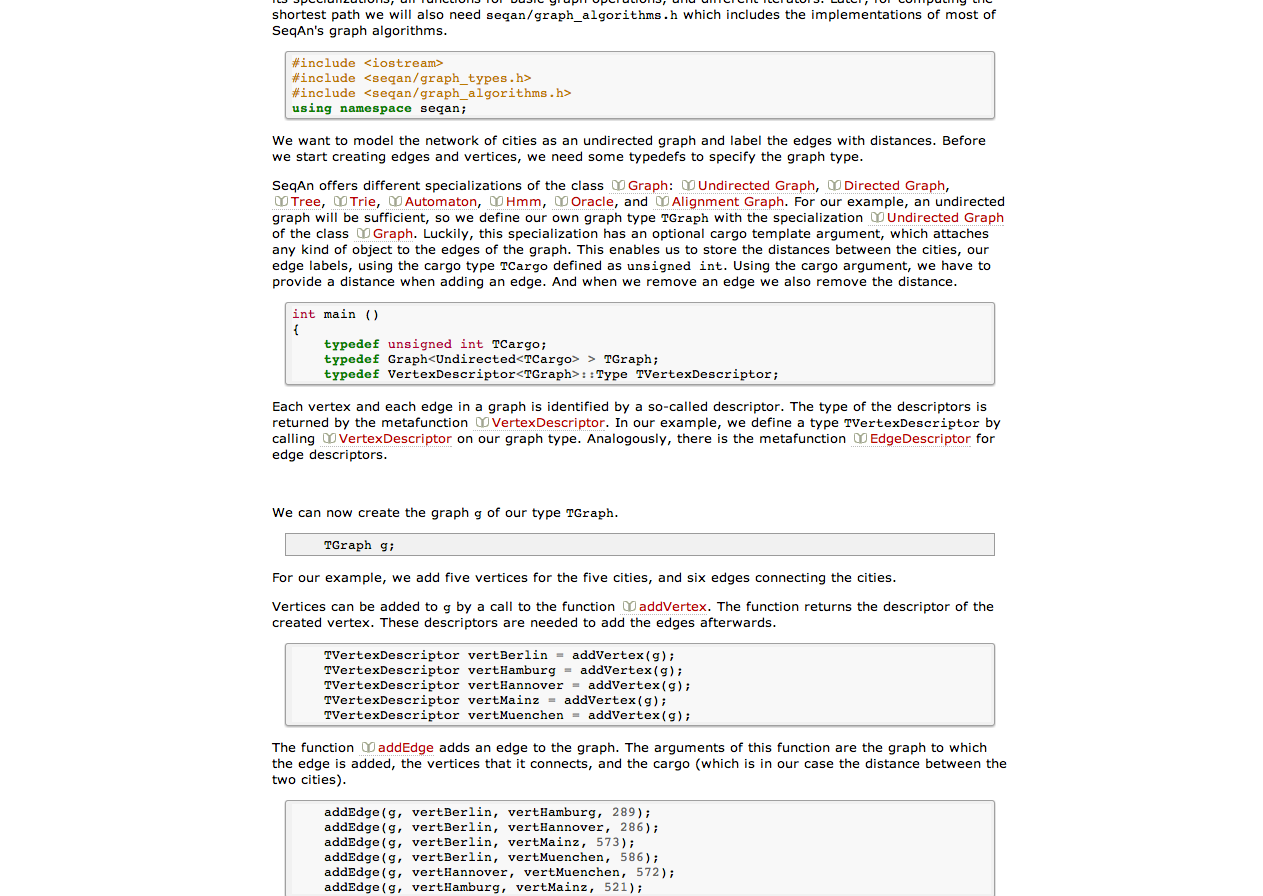 its specializations, all functions for basic graph operations, and different iterators. Later, for computing the
shortest path we will also need seqan/graph_algorithms.h which includes the implementations of most of
SeqAn's graph algorithms.
#include <iostream>
#include <seqan/graph_types.h>
#include <seqan/graph_algorithms.h>
using namespace seqan;
We want to model the network of cities as an undirected graph and label the edges with distances. Before
we start creating edges and vertices, we need some typedefs to specify the graph type.
SeqAn offers different specializations of the class Graph: Undirected Graph, Directed Graph,
Tree, Trie, Automaton, Hmm, Oracle, and Alignment Graph. For our example, an undirected
graph will be sufficient, so we define our own graph type TGraph with the specialization Undirected Graph
of the class Graph. Luckily, this specialization has an optional cargo template argument, which attaches
any kind of object to the edges of the graph. This enables us to store the distances between the cities, our
edge labels, using the cargo type TCargo defined as unsigned int. Using the cargo argument, we have to
provide a distance when adding an edge. And when we remove an edge we also remove the distance.
int main ()
{
    typedef unsigned int TCargo;
    typedef Graph<Undirected<TCargo> > TGraph;
    typedef VertexDescriptor<TGraph>::Type TVertexDescriptor;
Each vertex and each edge in a graph is identified by a so-called descriptor. The type of the descriptors is
returned by the metafunction VertexDescriptor. In our example, we define a type TVertexDescriptor by
calling VertexDescriptor on our graph type. Analogously, there is the metafunction EdgeDescriptor for
edge descriptors.
We can now create the graph g of our type TGraph.
    TGraph g;
For our example, we add five vertices for the five cities, and six edges connecting the cities.
Vertices can be added to g by a call to the function addVertex. The function returns the descriptor of the
created vertex. These descriptors are needed to add the edges afterwards.
    TVertexDescriptor vertBerlin = addVertex(g);
    TVertexDescriptor vertHamburg = addVertex(g);
    TVertexDescriptor vertHannover = addVertex(g);
    TVertexDescriptor vertMainz = addVertex(g);
    TVertexDescriptor vertMuenchen = addVertex(g);
The function addEdge adds an edge to the graph. The arguments of this function are the graph to which
the edge is added, the vertices that it connects, and the cargo (which is in our case the distance between the
two cities).
    addEdge(g, vertBerlin, vertHamburg, 289);
    addEdge(g, vertBerlin, vertHannover, 286);
    addEdge(g, vertBerlin, vertMainz, 573);
    addEdge(g, vertBerlin, vertMuenchen, 586);
    addEdge(g, vertHannover, vertMuenchen, 572);
    addEdge(g, vertHamburg, vertMainz, 521);